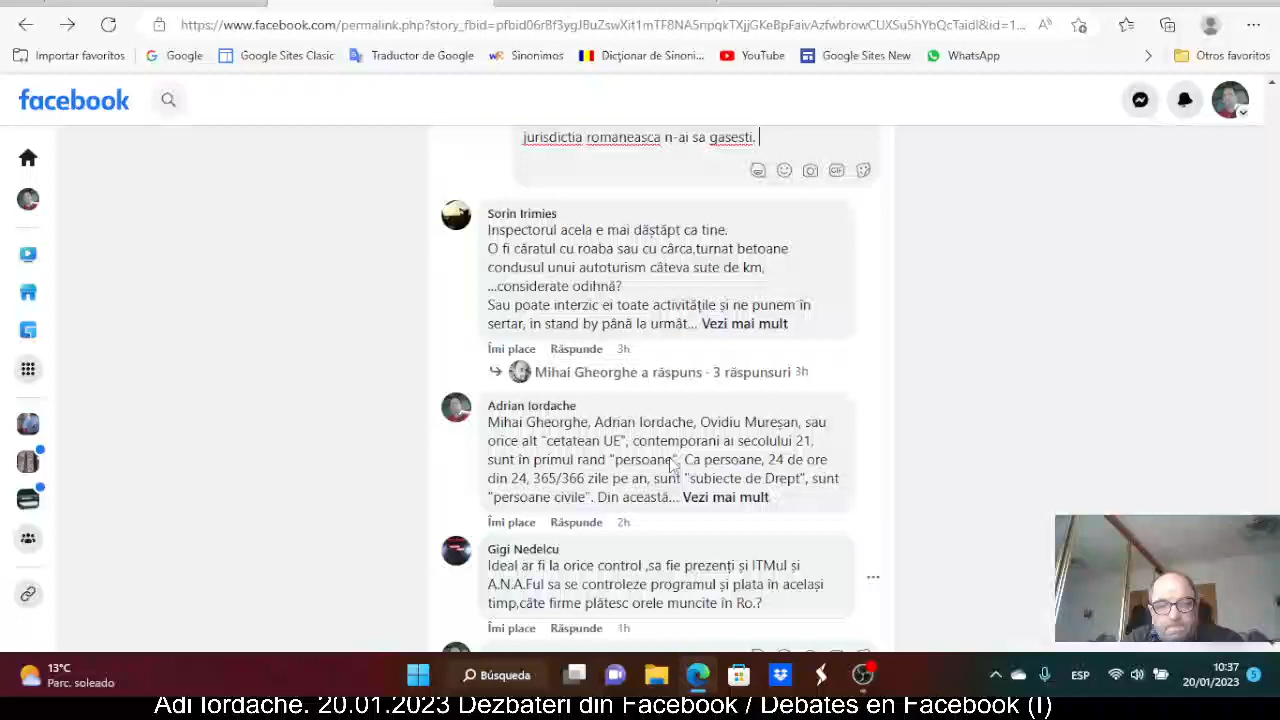 https://www.facebook.com/permalink.php?story_fbid=pfbid06rBf3ygJBuZswXit1mTF8NA5npqkTXjjGKeBpFaivAzfwbrowCUXSu5hYbQcTaidl&id=1...
Importar favoritos
Google
Google Sites Clasic
Traductor de Google
Sinonimos
Dicționar de Sinoni...
YouTube
Google Sites New
WhatsApp
Otros favoritos
facebook
jurisdictia romaneasca n-ai sa gasesti.
GIF
Sorin Irimies
Inspectorul acela e mai dăștăpt ca tine.
O fi căratul cu roaba sau cu cârca,turnat betoane
condusul unui autoturism câteva sute de km,
...considerate odihnă?
Sau poate interzic ei toate activitățile și ne punem în
sertar, in stand by până la următ... Vezi mai mult
Îmi place Răspunde 3h
Mihai Gheorghe a răspuns · 3 răspunsuri 3h
Adrian Iordache
Mihai Gheorghe, Adrian Iordache, Ovidiu Mureșan, sau
orice alt "cetatean UE", contemporani ai secolului 21,
sunt în primul rand "persoane". Ca persoane, 24 de ore
din 24, 365/366 zile pe an, sunt "subiecte de Drept", sunt
"persoane civile". Din această... Vezi mai mult
Îmi place Răspunde 2h
Gigi Nedelcu
Ideal ar fi la orice control ,sa fie prezenți și ITMul și
A.N.A.Ful sa se controleze programul și plata în același
timp,câte firme plătesc orele muncite în Ro.?
Îmi place Răspunde 1h
13°C
Parc. soleado
Búsqueda
ESP
10:37
20/01/2023
5
Adi Iordache. 20.01.2023 Dezbateri din Facebook / Debates en Facebook (I)